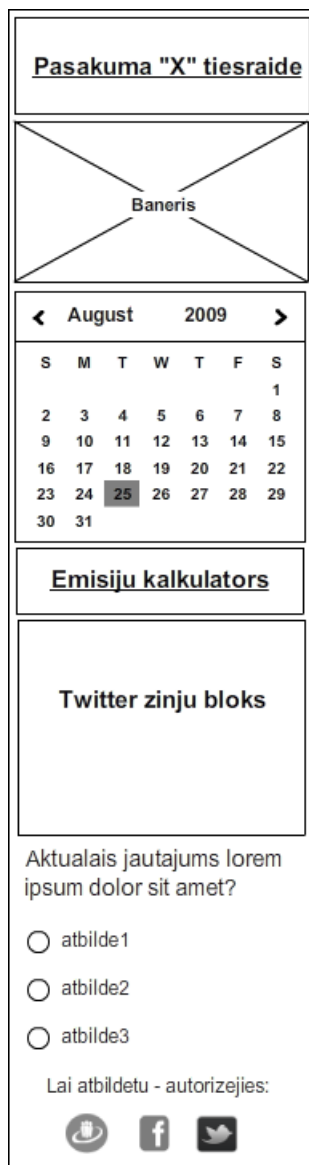 Pasakuma "X" tiesraide
Baneris
August 2009
S M T W T F S
1
2 3 4 5 6 7 8
9 10 11 12 13 14 15
16 17 18 19 20 21 22
23 24 25 26 27 28 29
30 31
Emisiju kalkulators
Twitter zinju bloks
Aktualais jautajums lorem
ipsum dolor sit amet?
atbilde1
atbilde2
atbilde3
Lai atbildetu - autorizejies: